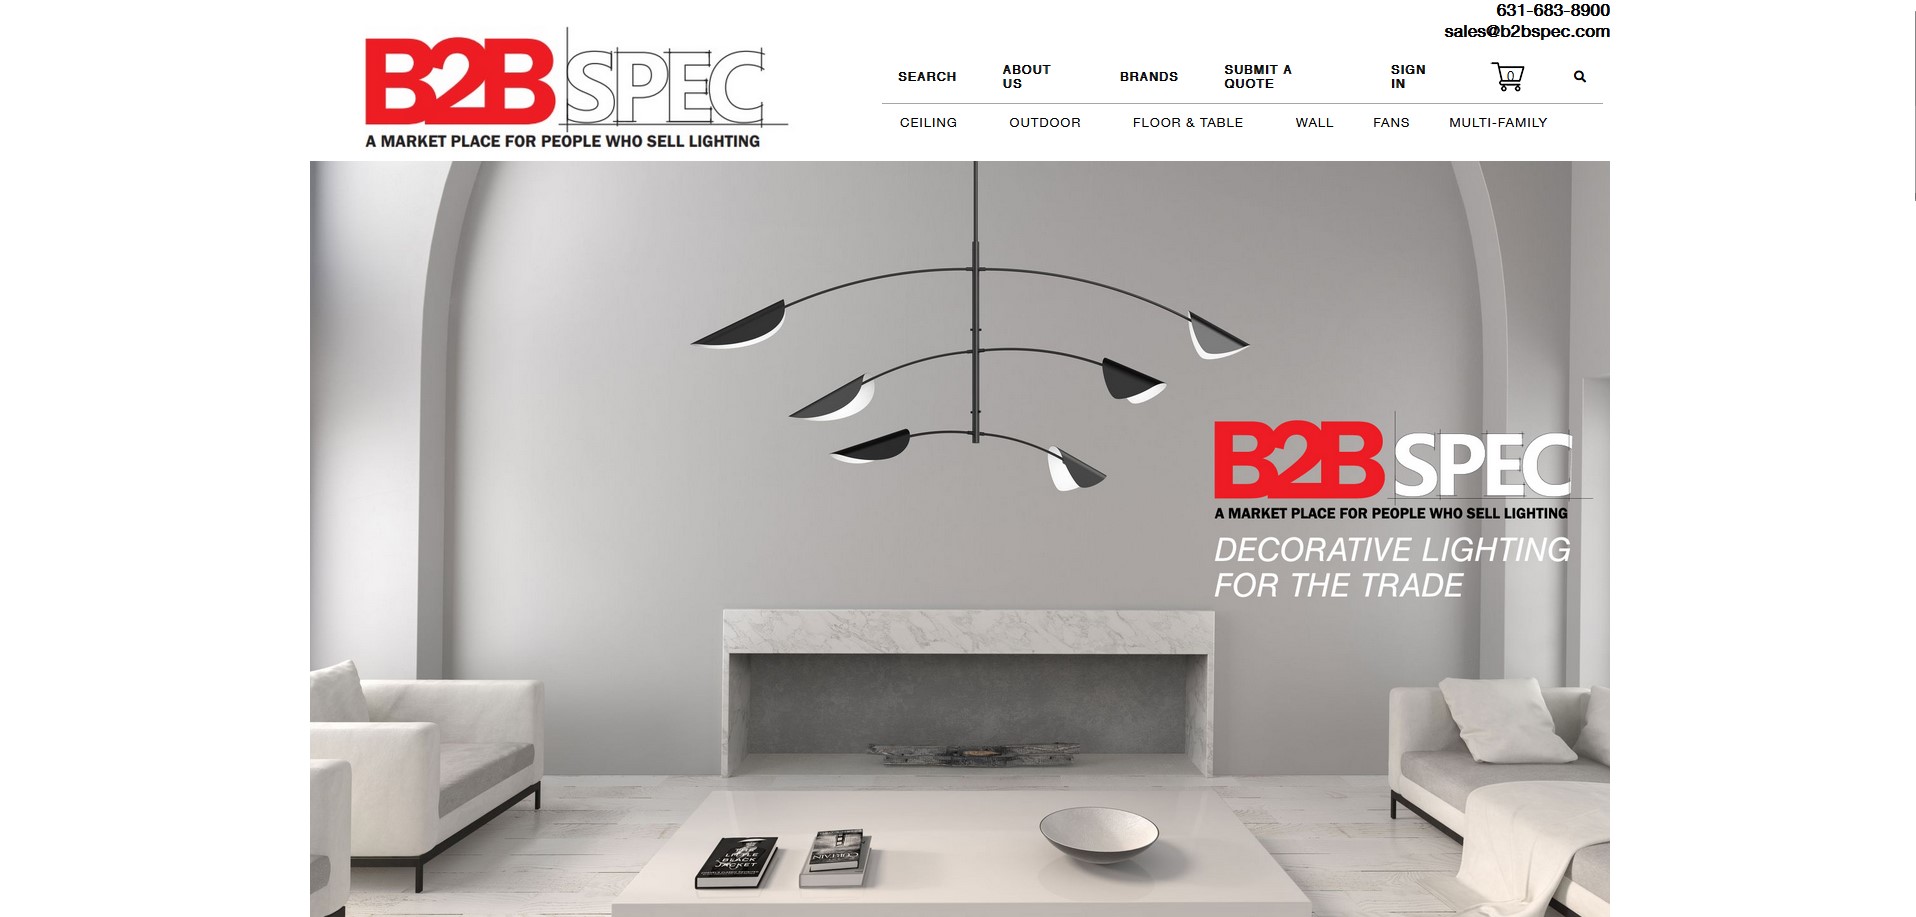 631-683-8900
sales@b2bspec.com
B2B SPEC
A MARKET PLACE FOR PEOPLE WHO SELL LIGHTING
SEARCH ABOUT US BRANDS SUBMIT A QUOTE SIGN IN 0
CEILING OUTDOOR FLOOR & TABLE WALL FANS MULTI-FAMILY
B2B SPEC
A MARKET PLACE FOR PEOPLE WHO SELL LIGHTING
DECORATIVE LIGHTING
FOR THE TRADE
THE
LITTLE
BLACK
JACKET